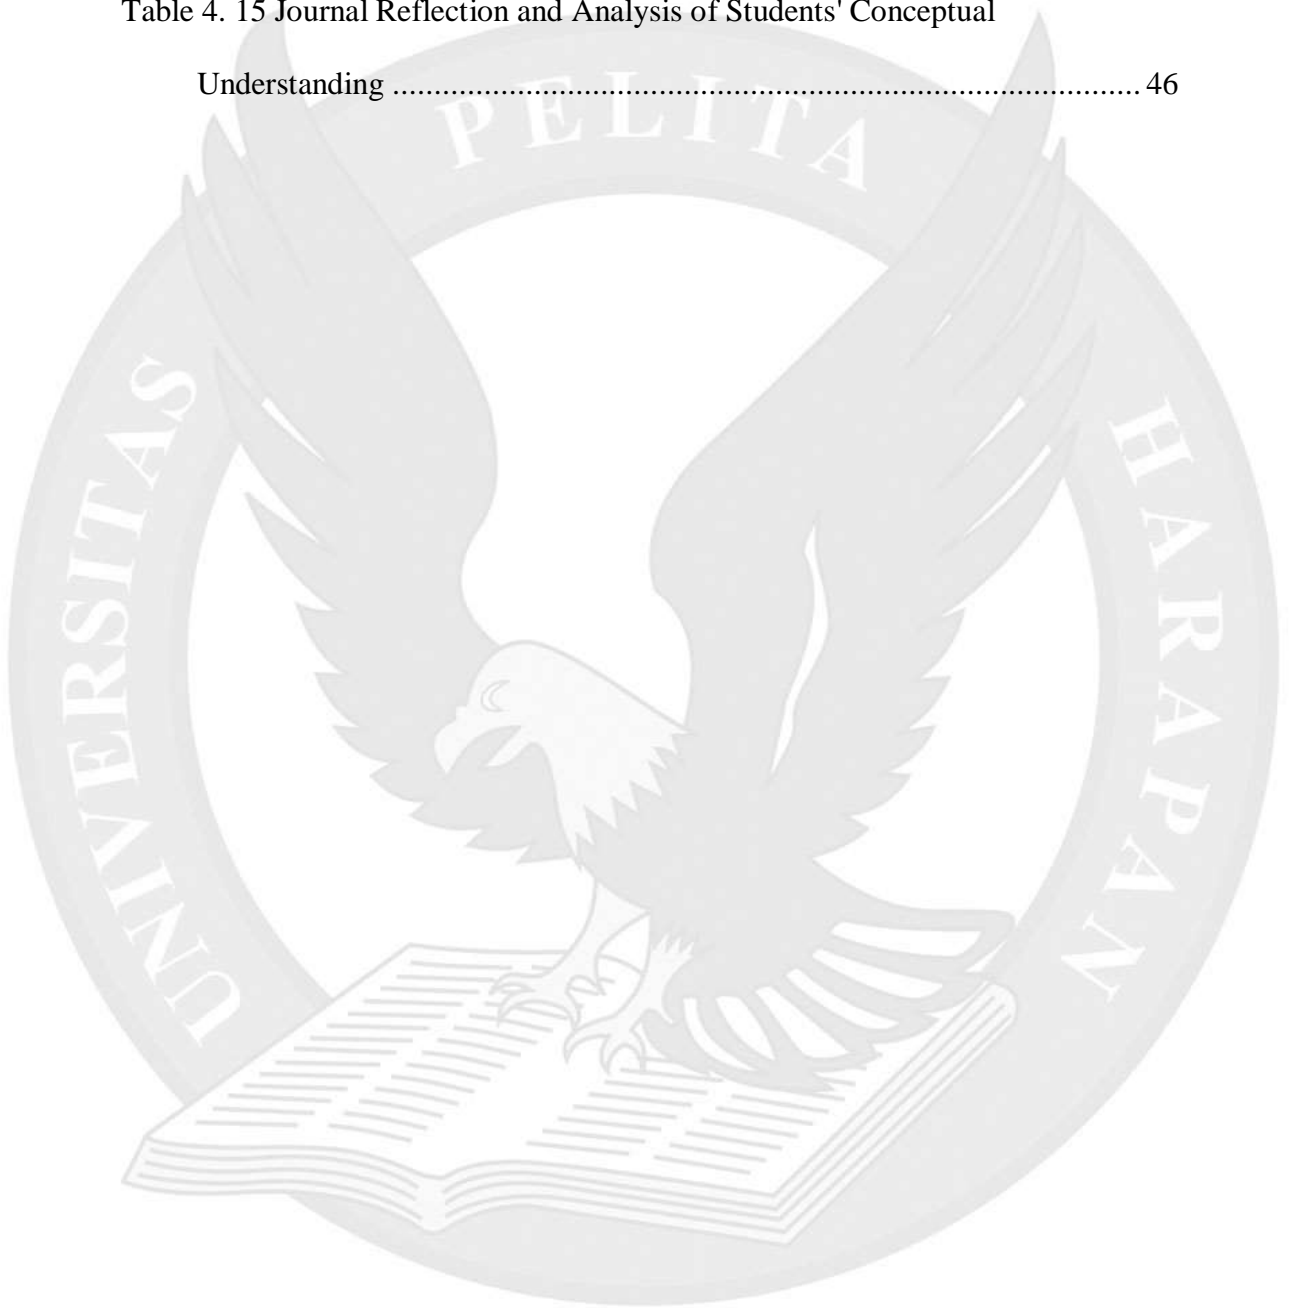 Table 4. 15 Journal Reflection and Analysis of Students' Conceptual
Understanding ........................................................................................... 46
UNIVERSITAS PELITA HARAPAN